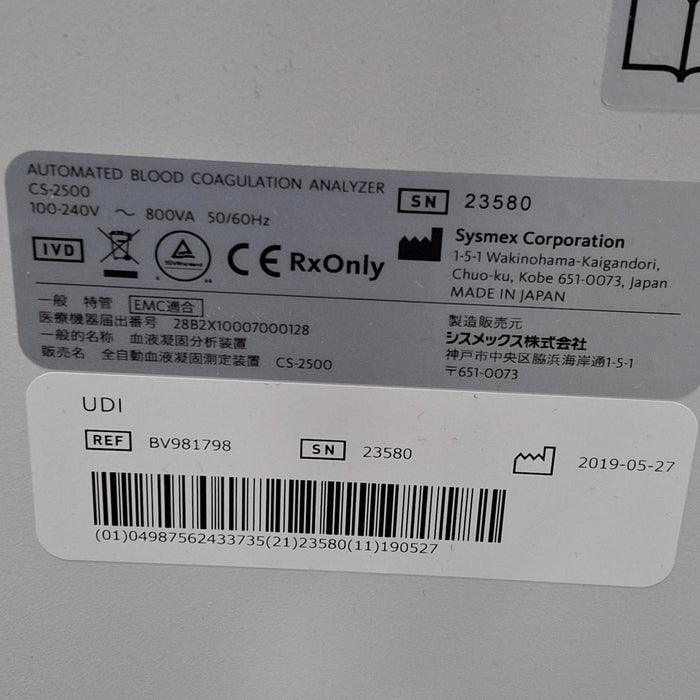 AUTOMATED BLOOD COAGULATION ANALYZER
CS-2500
100-240V ～ 800VA 50/60Hz
SN 23580
IVD CE RxOnly
Sysmex Corporation
1-5-1 Wakinohama-Kaigandori,
Chuo-ku, Kobe 651-0073, Japan
MADE IN JAPAN
一般 特管 EMC適合
医療機器届出番号 28B2X10007000128
一般的名称 血液凝固分析装置
販売名 全自動血液凝固測定装置 CS-2500
製造販売元
シスメックス株式会社
神戸市中央区脇浜海岸通1-5-1
〒651-0073
UDI
REF BV981798 SN 23580 2019-05-27
(01)04987562433735(21)23580(11)190527